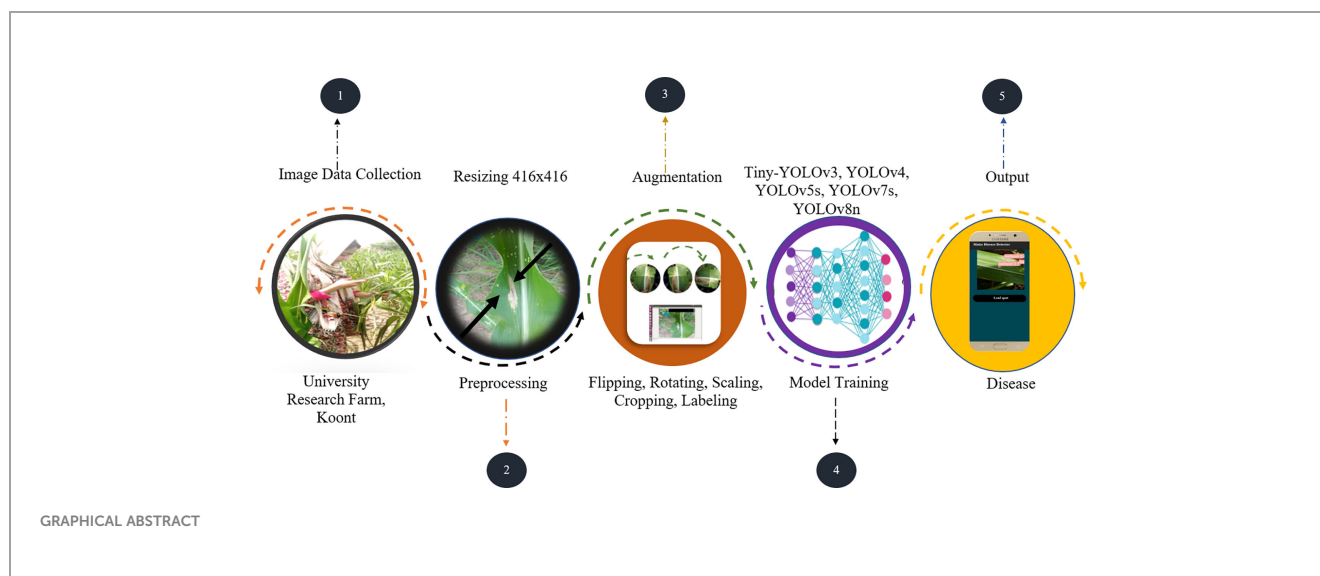 1
3
5
Image Data Collection
Resizing 416x416
Augmentation
Tiny-YOLOv3, YOLOv4,
YOLOv5s, YOLOv7s,
YOLOv8n
Output
University
Research Farm,
Koont
Preprocessing
Flipping, Rotating, Scaling,
Cropping, Labeling
Model Training
Disease
2
4
GRAPHICAL ABSTRACT